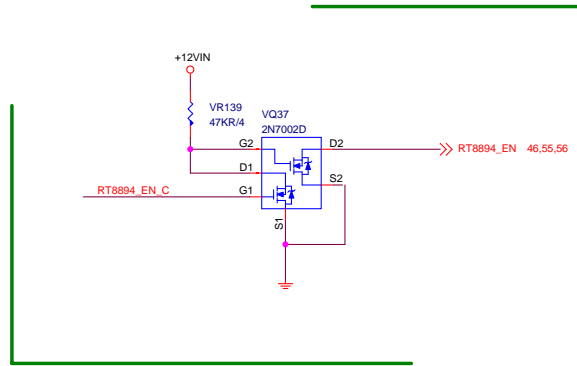 +12VIN
VR139
47KR/4
VQ37
2N7002D
G2
D2
RT8894_EN 46,55,56
D1
S2
RT8894_EN_C
G1
S1